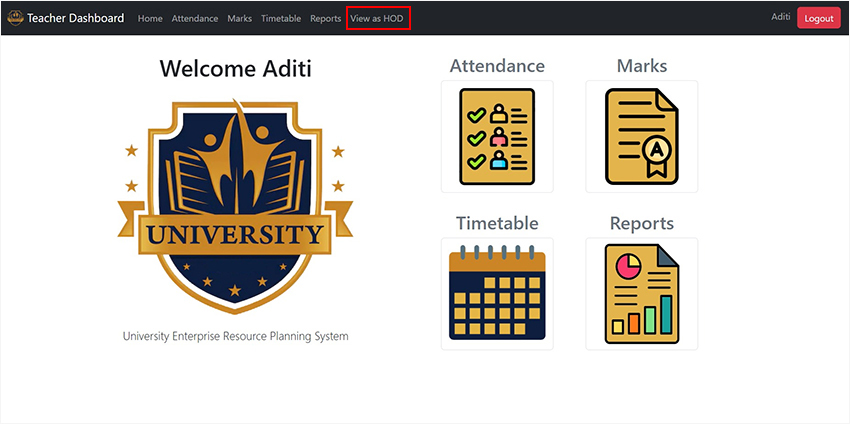 Teacher Dashboard Home Attendance Marks Timetable Reports View as HOD Aditi Logout
Welcome Aditi
UNIVERSITY
University Enterprise Resource Planning System
Attendance Marks
A
Timetable Reports